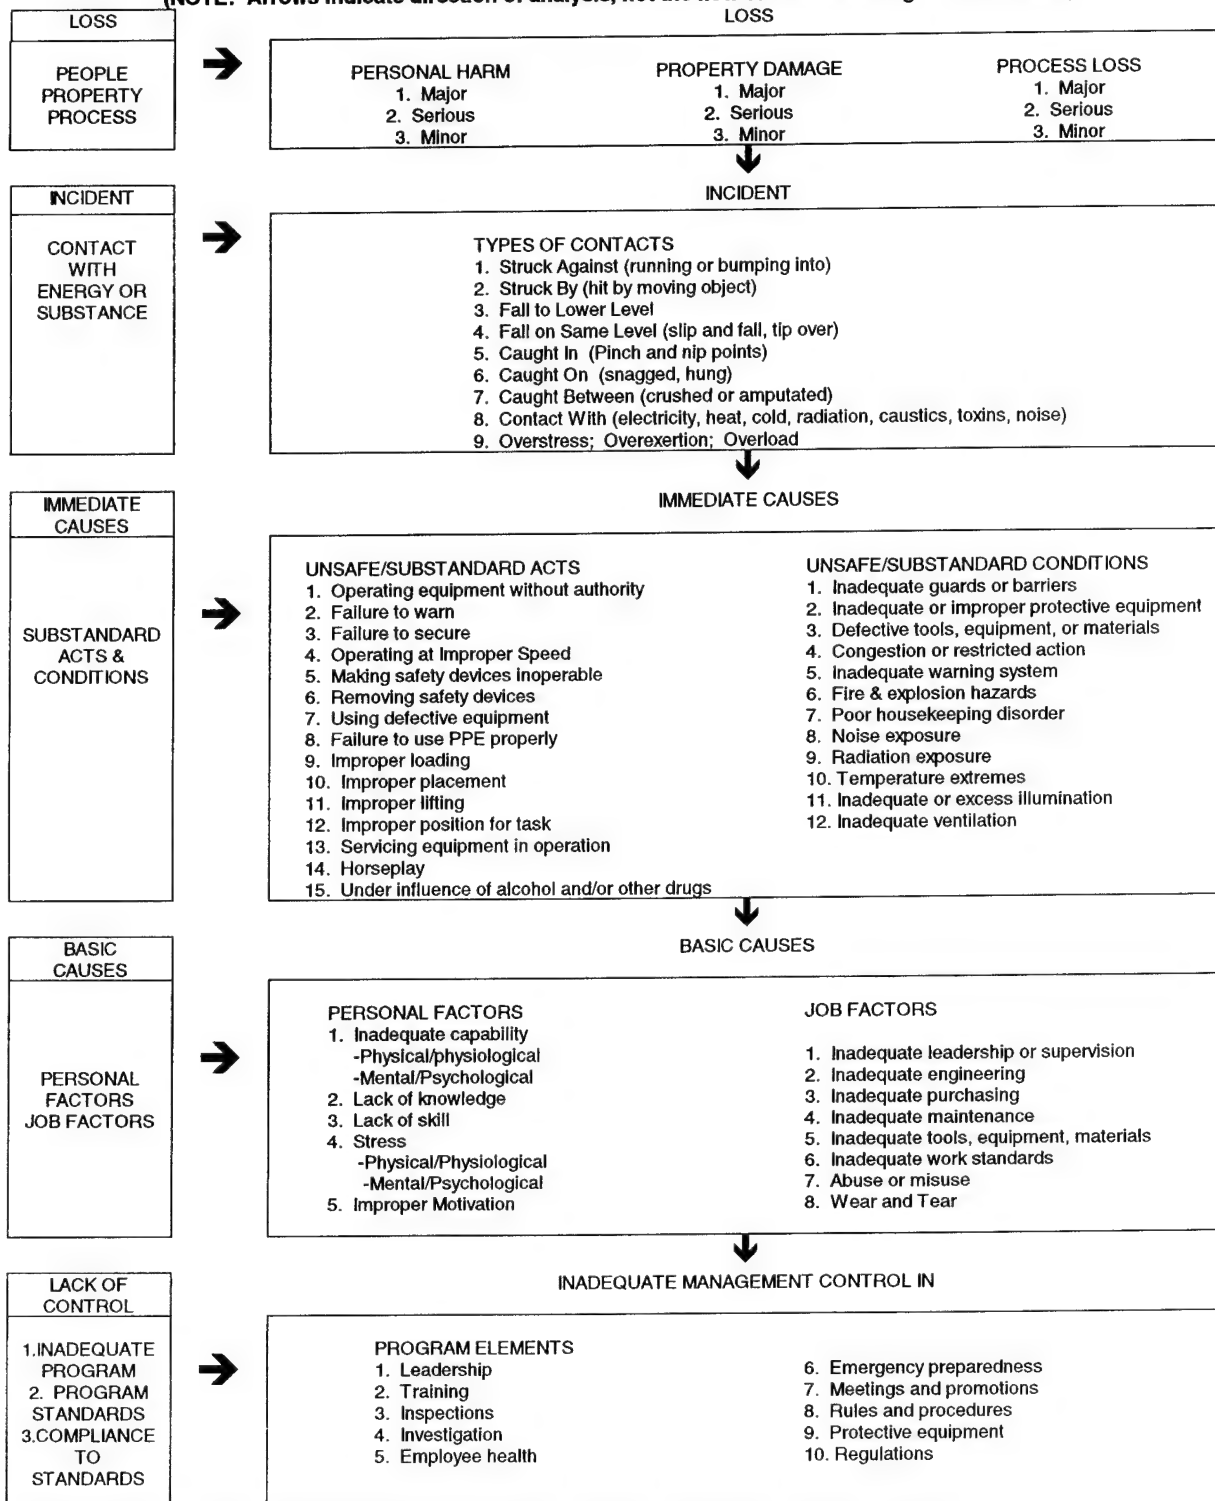 (NOTE: Arrows indicate direction of analysis, not the
LOSS
PEOPLE
PROPERTY
PROCESS
LOSS
PERSONAL HARM
1. Major
2. Serious
3. Minor
PROPERTY DAMAGE
1. Major
2. Serious
3. Minor
PROCESS LOSS
1. Major
2. Serious
3. Minor
INCIDENT
CONTACT
WITH
ENERGY OR
SUBSTANCE
INCIDENT
TYPES OF CONTACTS
1. Struck Against (running or bumping into)
2. Struck By (hit by moving object)
3. Fall to Lower Level
4. Fall on Same Level (slip and fall, tip over)
5. Caught In (Pinch and nip points)
6. Caught On (snagged, hung)
7. Caught Between (crushed or amputated)
8. Contact With (electricity, heat, cold, radiation, caustics, toxins, noise)
9. Overstress; Overexertion; Overload
IMMEDIATE
CAUSES
SUBSTANDARD
ACTS &
CONDITIONS
IMMEDIATE CAUSES
UNSAFE/SUBSTANDARD ACTS
1. Operating equipment without authority
2. Failure to warn
3. Failure to secure
4. Operating at Improper Speed
5. Making safety devices inoperable
6. Removing safety devices
7. Using defective equipment
8. Failure to use PPE properly
9. Improper loading
10. Improper placement
11. Improper lifting
12. Improper position for task
13. Servicing equipment in operation
14. Horseplay
15. Under influence of alcohol and/or other drugs
UNSAFE/SUBSTANDARD CONDITIONS
1. Inadequate guards or barriers
2. Inadequate or improper protective equipment
3. Defective tools, equipment, or materials
4. Congestion or restricted action
5. Inadequate warning system
6. Fire & explosion hazards
7. Poor housekeeping disorder
8. Noise exposure
9. Radiation exposure
10. Temperature extremes
11. Inadequate or excess illumination
12. Inadequate ventilation
BASIC
CAUSES
PERSONAL
FACTORS
JOB FACTORS
BASIC CAUSES
PERSONAL FACTORS
1. Inadequate capability
-Physical/physiological
-Mental/Psychological
2. Lack of knowledge
3. Lack of skill
4. Stress
-Physical/Physiological
-Mental/Psychological
5. Improper Motivation
JOB FACTORS
1. Inadequate leadership or supervision
2. Inadequate engineering
3. Inadequate purchasing
4. Inadequate maintenance
5. Inadequate tools, equipment, materials
6. Inadequate work standards
7. Abuse or misuse
8. Wear and Tear
LACK OF
CONTROL
1.INADEQUATE
PROGRAM
2. PROGRAM
STANDARDS
3.COMPLIANCE
TO
STANDARDS
INADEQUATE MANAGEMENT CONTROL IN
PROGRAM ELEMENTS
1. Leadership
2. Training
3. Inspections
4. Investigation
5. Employee health
6. Emergency preparedness
7. Meetings and promotions
8. Rules and procedures
9. Protective equipment
10. Regulations